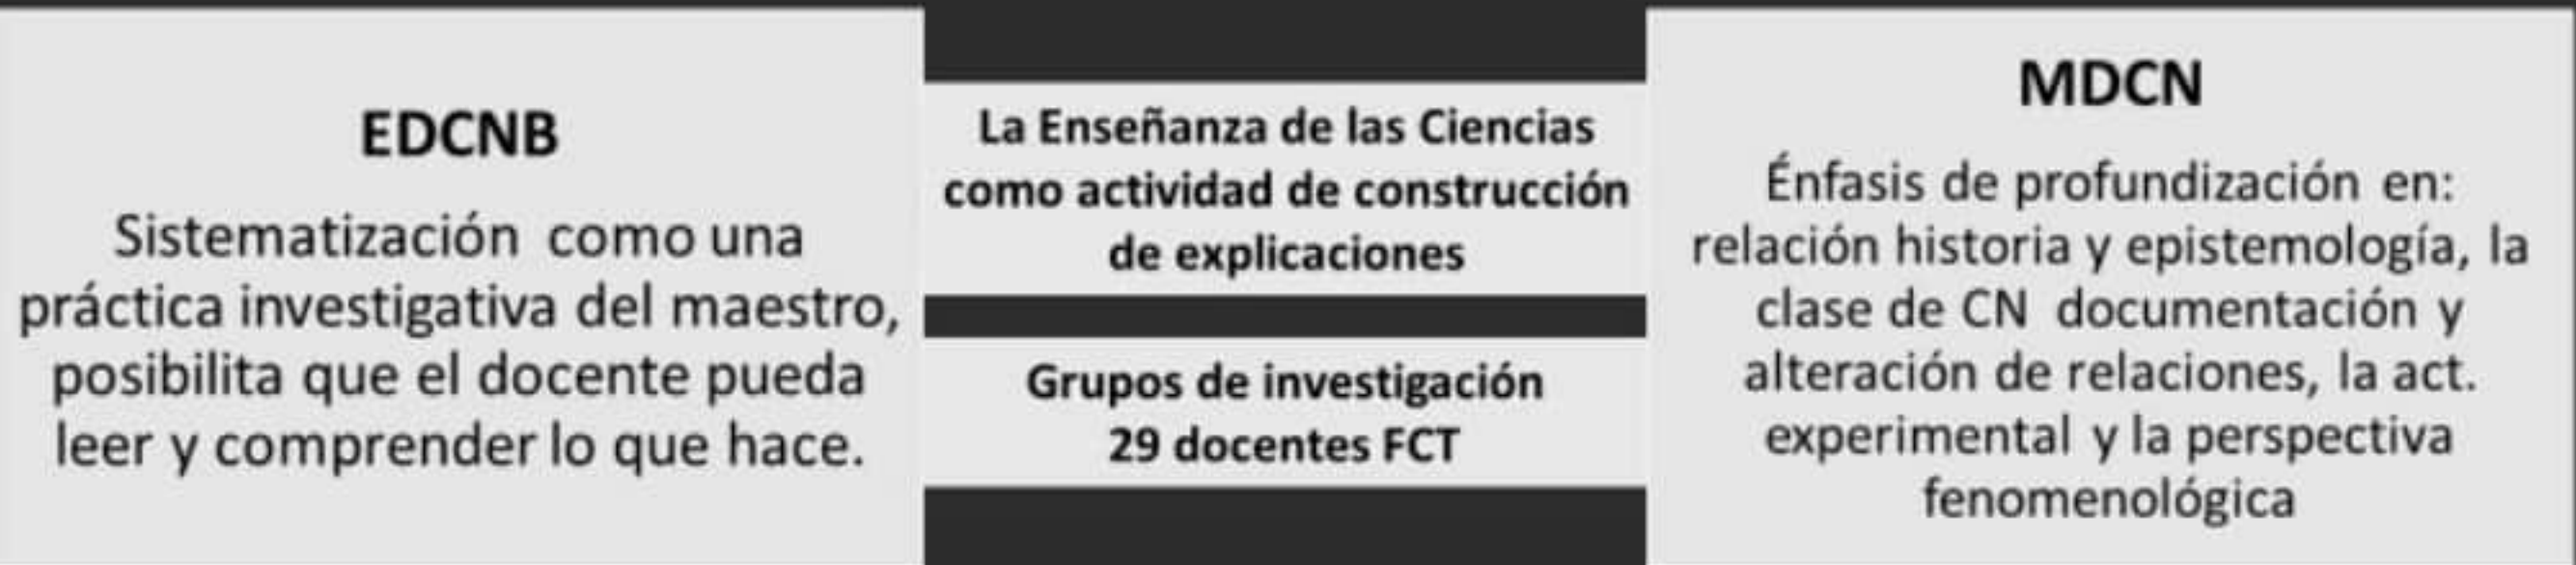 EDCNB
Sistematización como una
práctica investigativa del maestro,
posibilita que el docente pueda
leer y comprender lo que hace.
La Enseñanza de las Ciencias
como actividad de construcción
de explicaciones
Grupos de investigación
29 docentes FCT
MDCN
Énfasis de profundización en:
relación historia y epistemología, la
clase de CN documentación y
alteración de relaciones, la act.
experimental y la perspectiva
fenomenológica